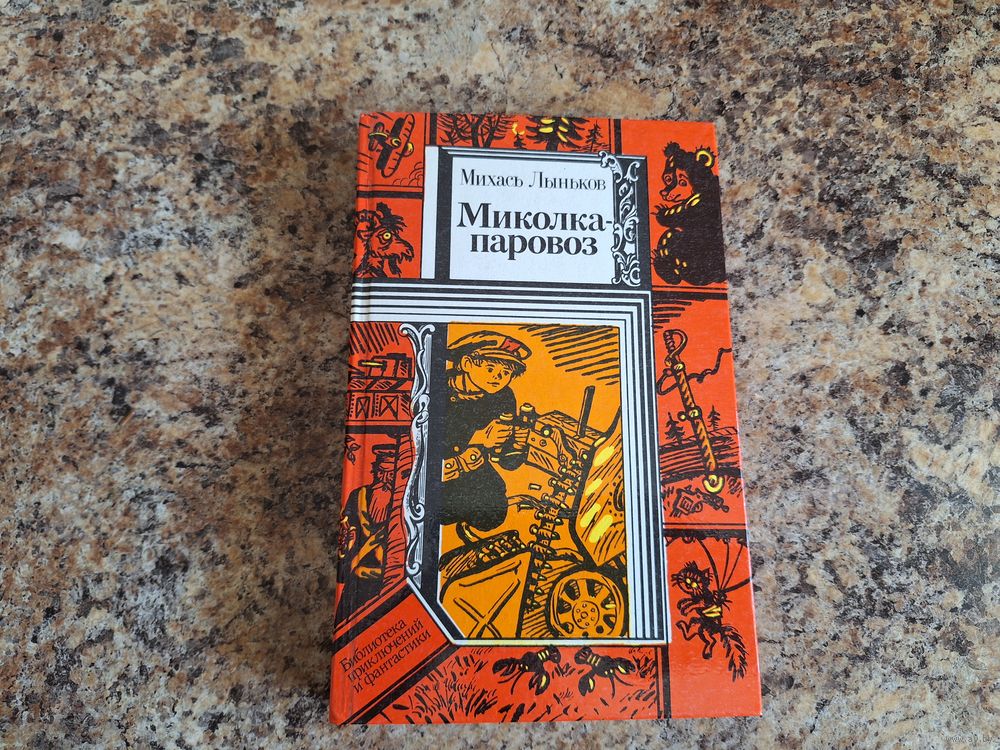 Михась Лыньков
Миколка-
паровоз
Библиотека
приключений
и фантастики